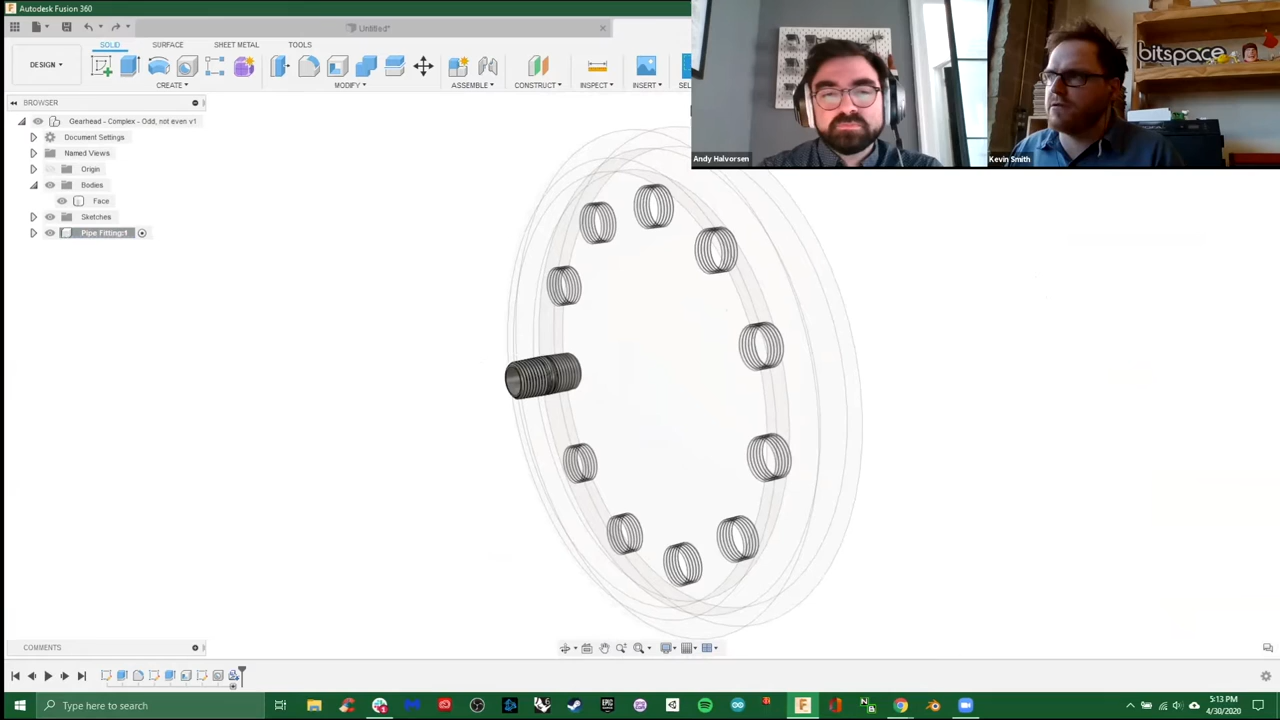 Autodesk Fusion 360
Untitled*
DESIGN
SOLID
SURFACE
SHEET METAL
TOOLS
CREATE
MODIFY
ASSEMBLE
CONSTRUCT
INSPECT
INSERT
SEL
BROWSER
Gearhead - Complex - Odd, not even v1
Document Settings
Named Views
Origin
Bodies
Face
Sketches
Pipe Fitting:1
Andy Halvorsen
Kevin Smith
bitspace
COMMENTS
Type here to search
5:13 PM
4/30/2020